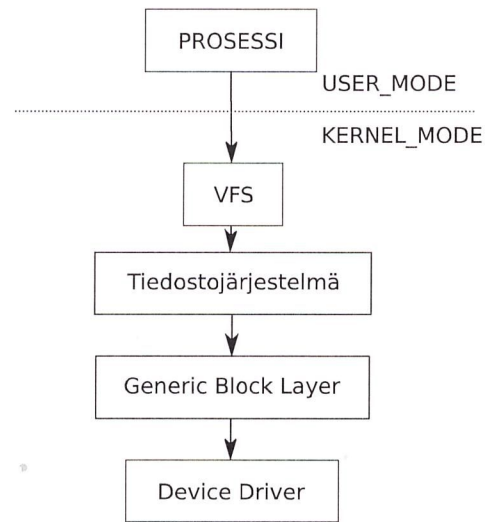 PROSESSI
USER_MODE
KERNEL_MODE
VFS
Tiedostojärjestelmä
Generic Block Layer
Device Driver